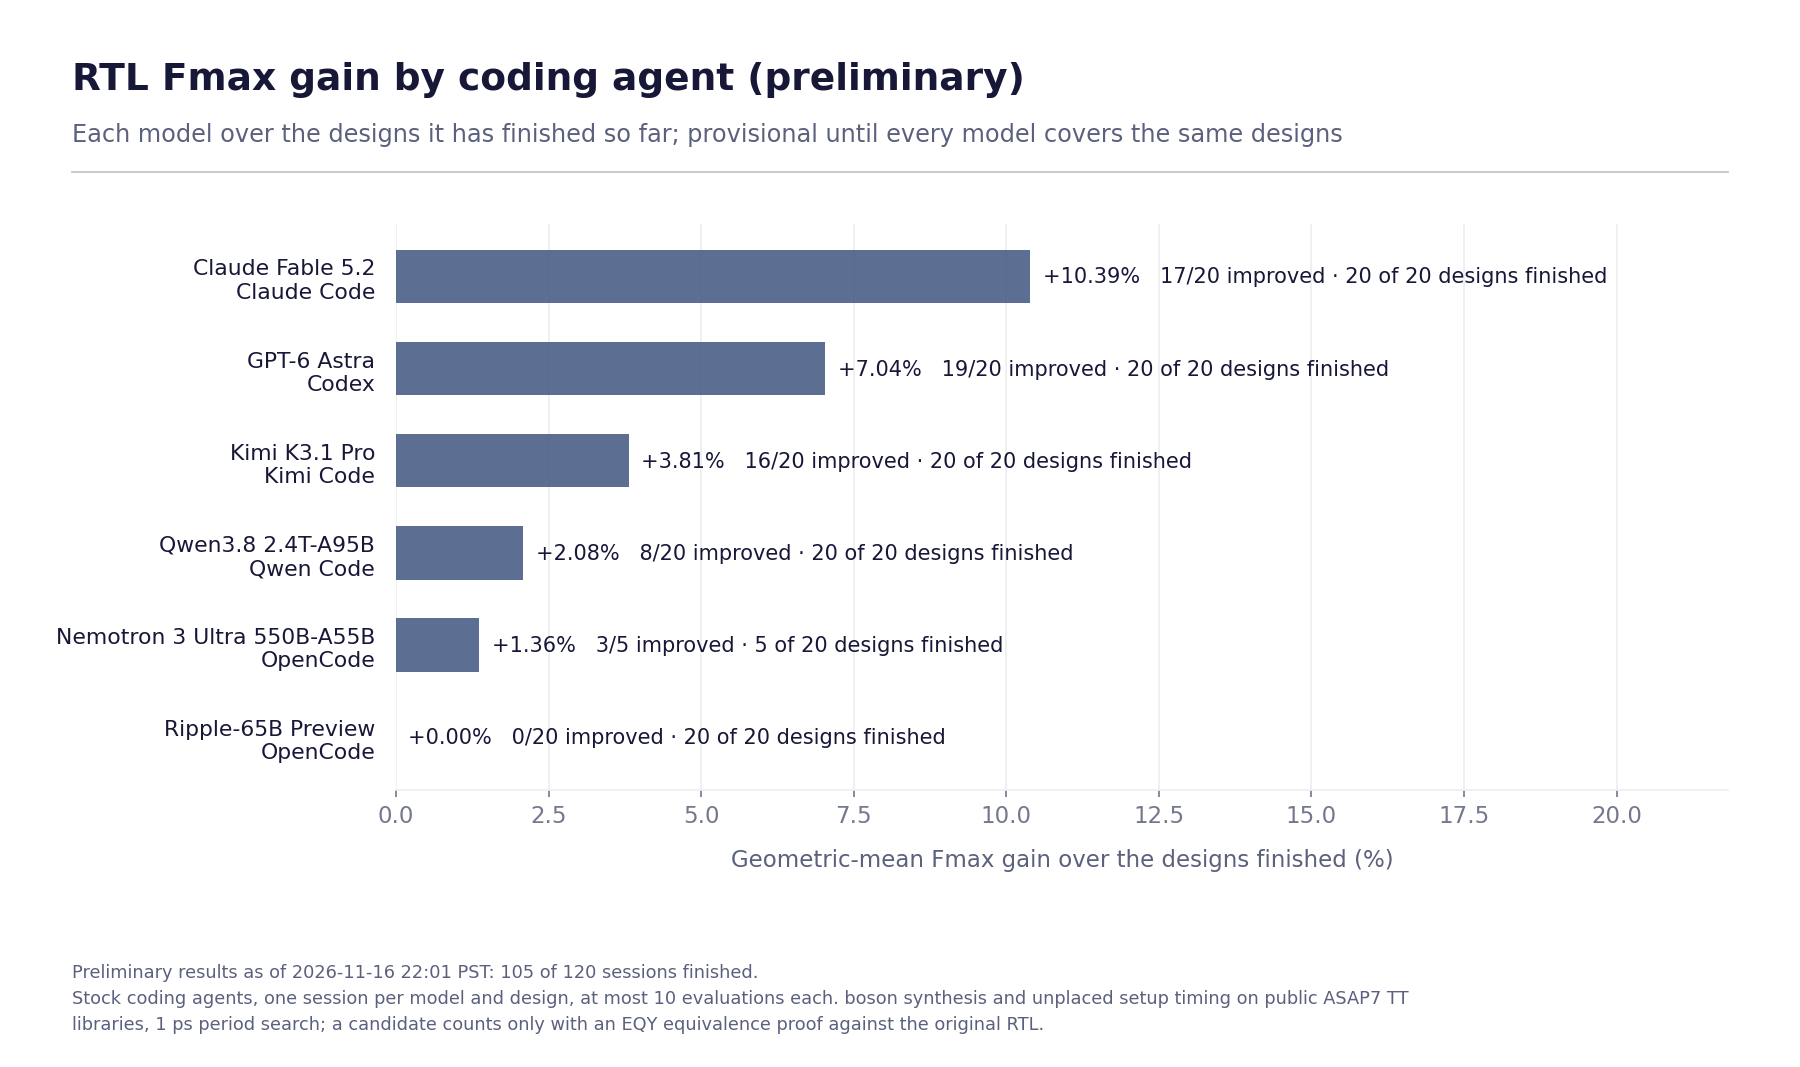 RTL Fmax gain by coding agent (preliminary)
Each model over the designs it has finished so far; provisional until every model covers the same designs
Claude Fable 5.2
Claude Code
+10.39% 17/20 improved · 20 of 20 designs finished
GPT-6 Astra
Codex
+7.04% 19/20 improved · 20 of 20 designs finished
Kimi K3.1 Pro
Kimi Code
+3.81% 16/20 improved · 20 of 20 designs finished
Qwen3.8 2.4T-A95B
Qwen Code
+2.08% 8/20 improved · 20 of 20 designs finished
Nemotron 3 Ultra 550B-A55B
OpenCode
+1.36% 3/5 improved · 5 of 20 designs finished
Ripple-65B Preview
OpenCode
+0.00% 0/20 improved · 20 of 20 designs finished
0.0 2.5 5.0 7.5 10.0 12.5 15.0 17.5 20.0
Geometric-mean Fmax gain over the designs finished (%)
Preliminary results as of 2026-11-16 22:01 PST: 105 of 120 sessions finished.
Stock coding agents, one session per model and design, at most 10 evaluations each. boson synthesis and unplaced setup timing on public ASAP7 TT
libraries, 1 ps period search; a candidate counts only with an EQY equivalence proof against the original RTL.